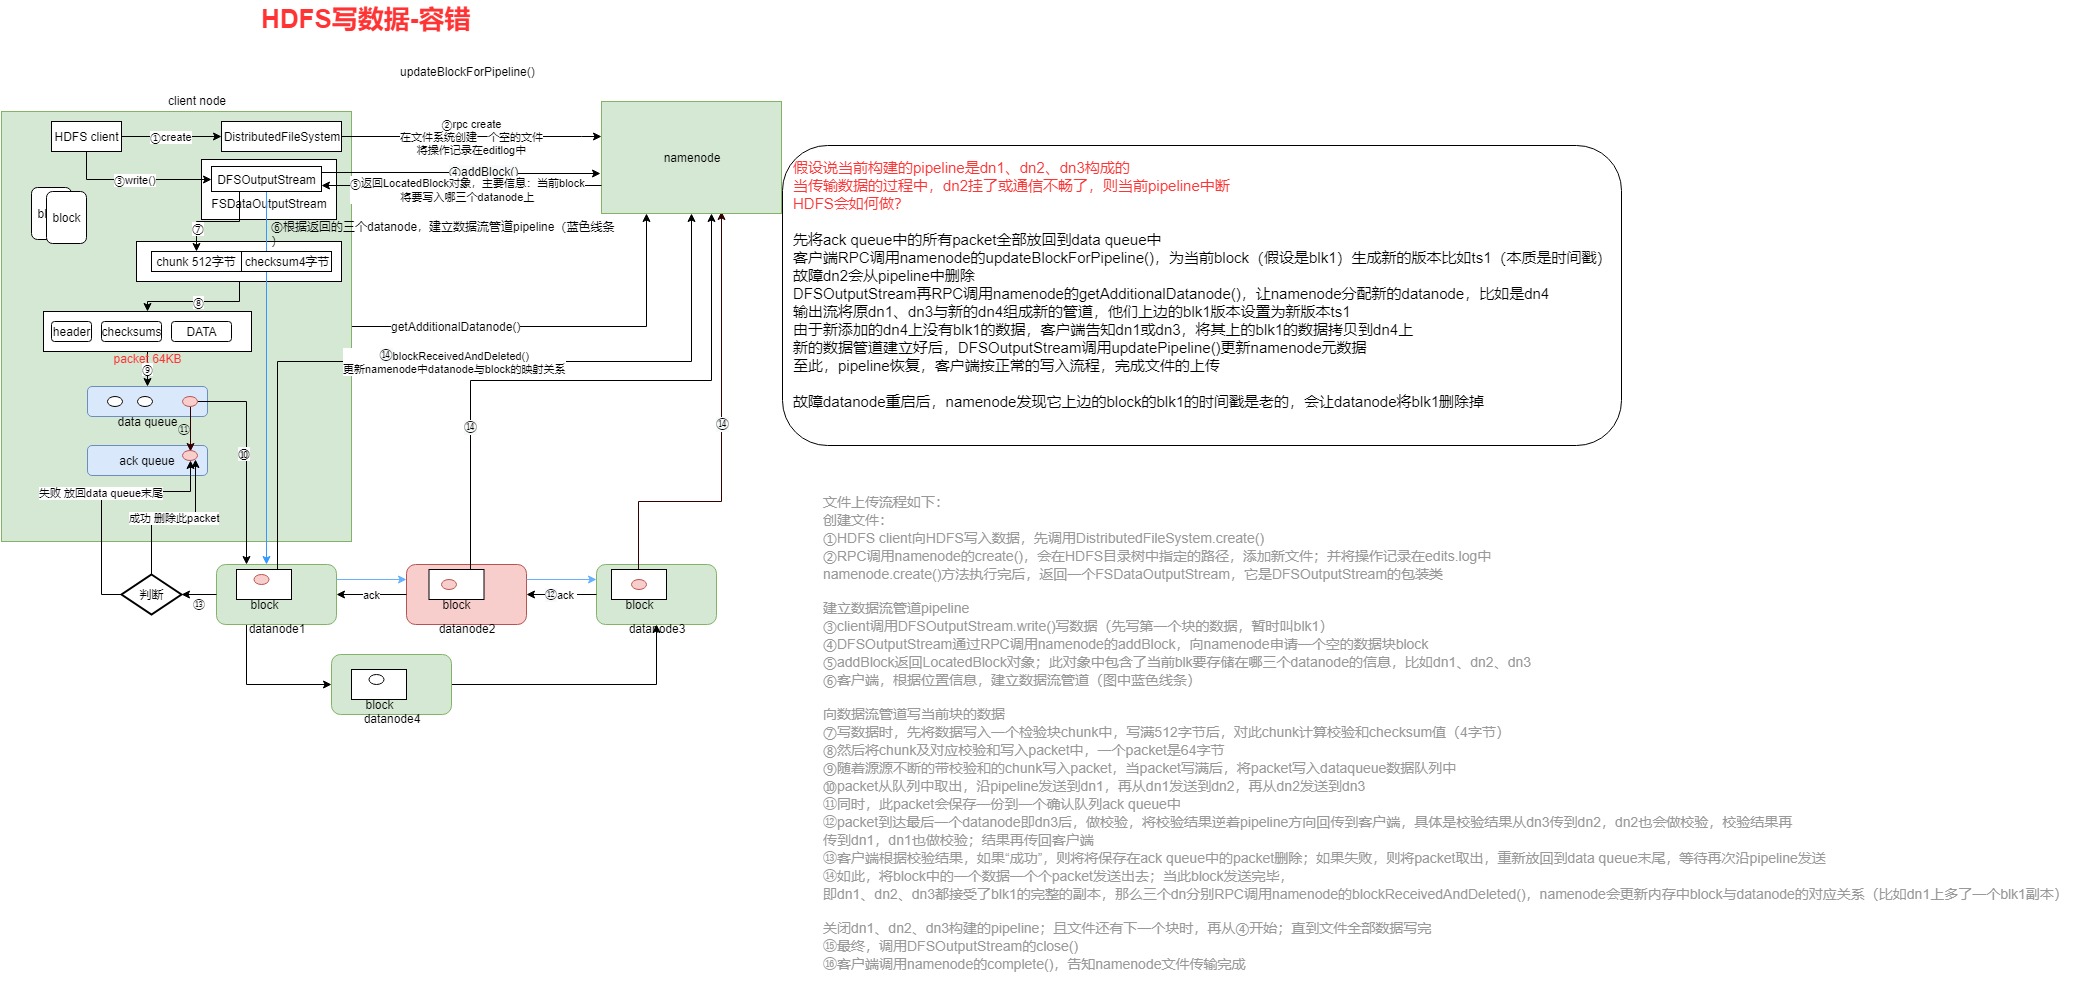 HDFS写数据-容错
updateBlockForPipeline()
client node
HDFS client
①create
DistributedFileSystem
②rpc create
在文件系统创建一个空的文件
将操作记录在editlog中
namenode
③write()
DFSOutputStream
FSDataOutputStream
④addBlock()
⑤返回LocatedBlock对象，主要信息：当前block
将要写入哪三个datanode上
bl
block
⑦
⑥根据返回的三个datanode，建立数据流管道pipeline（蓝色线条
）
chunk 512字节
checksum4字节
⑧
header
checksums
DATA
packet 64KB
⑨
getAdditionalDatanode()
⑭blockReceivedAndDeleted()
更新namenode中datanode与block的映射关系
data queue
⑪
⑩
ack queue
⑭
⑭
失败 放回data queue末尾
成功 删除此packet
判断
⑬
block
datanode1
ack
block
datanode2
⑫ack
block
datanode3
block
datanode4
假设说当前构建的pipeline是dn1、dn2、dn3构成的
当传输数据的过程中，dn2挂了或通信不畅了，则当前pipeline中断
HDFS会如何做？
先将ack queue中的所有packet全部放回到data queue中
客户端RPC调用namenode的updateBlockForPipeline()，为当前block（假设是blk1）生成新的版本比如ts1（本质是时间戳）
故障dn2会从pipeline中删除
DFSOutputStream再RPC调用namenode的getAdditionalDatanode()，让namenode分配新的datanode，比如是dn4
输出流将原dn1、dn3与新的dn4组成新的管道，他们上边的blk1版本设置为新版本ts1
由于新添加的dn4上没有blk1的数据，客户端告知dn1或dn3，将其上的blk1的数据拷贝到dn4上
新的数据管道建立好后，DFSOutputStream调用updatePipeline()更新namenode元数据
至此，pipeline恢复，客户端按正常的写入流程，完成文件的上传
故障datanode重启后，namenode发现它上边的block的blk1的时间戳是老的，会让datanode将blk1删除掉
文件上传流程如下：
创建文件：
①HDFS client向HDFS写入数据，先调用DistributedFileSystem.create()
②RPC调用namenode的create()，会在HDFS目录树中指定的路径，添加新文件；并将操作记录在edits.log中
namenode.create()方法执行完后，返回一个FSDataOutputStream，它是DFSOutputStream的包装类
建立数据流管道pipeline
③client调用DFSOutputStream.write()写数据（先写第一个块的数据，暂时叫blk1）
④DFSOutputStream通过RPC调用namenode的addBlock，向namenode申请一个空的数据块block
⑤addBlock返回LocatedBlock对象；此对象中包含了当前blk要存储在哪三个datanode的信息，比如dn1、dn2、dn3
⑥客户端，根据位置信息，建立数据流管道（图中蓝色线条）
向数据流管道写当前块的数据
⑦写数据时，先将数据写入一个检验块chunk中，写满512字节后，对此chunk计算校验和checksum值（4字节）
⑧然后将chunk及对应校验和写入packet中，一个packet是64字节
⑨随着源源不断的带校验和的chunk写入packet，当packet写满后，将packet写入dataqueue数据队列中
⑩packet从队列中取出，沿pipeline发送到dn1，再从dn1发送到dn2，再从dn2发送到dn3
⑪同时，此packet会保存一份到一个确认队列ack queue中
⑫packet到达最后一个datanode即dn3后，做校验，将校验结果逆着pipeline方向回传到客户端，具体是校验结果从dn3传到dn2，dn2也会做校验，校验结果再
传到dn1，dn1也做校验；结果再传回客户端
⑬客户端根据校验结果，如果“成功”，则将将保存在ack queue中的packet删除；如果失败，则将packet取出，重新放回到data queue末尾，等待再次沿pipeline发送
⑭如此，将block中的一个数据一个个packet发送出去；当此block发送完毕，
即dn1、dn2、dn3都接受了blk1的完整的副本，那么三个dn分别RPC调用namenode的blockReceivedAndDeleted()，namenode会更新内存中block与datanode的对应关系（比如dn1上多了一个blk1副本）
关闭dn1、dn2、dn3构建的pipeline；且文件还有下一个块时，再从④开始；直到文件全部数据写完
⑮最终，调用DFSOutputStream的close()
⑯客户端调用namenode的complete()，告知namenode文件传输完成